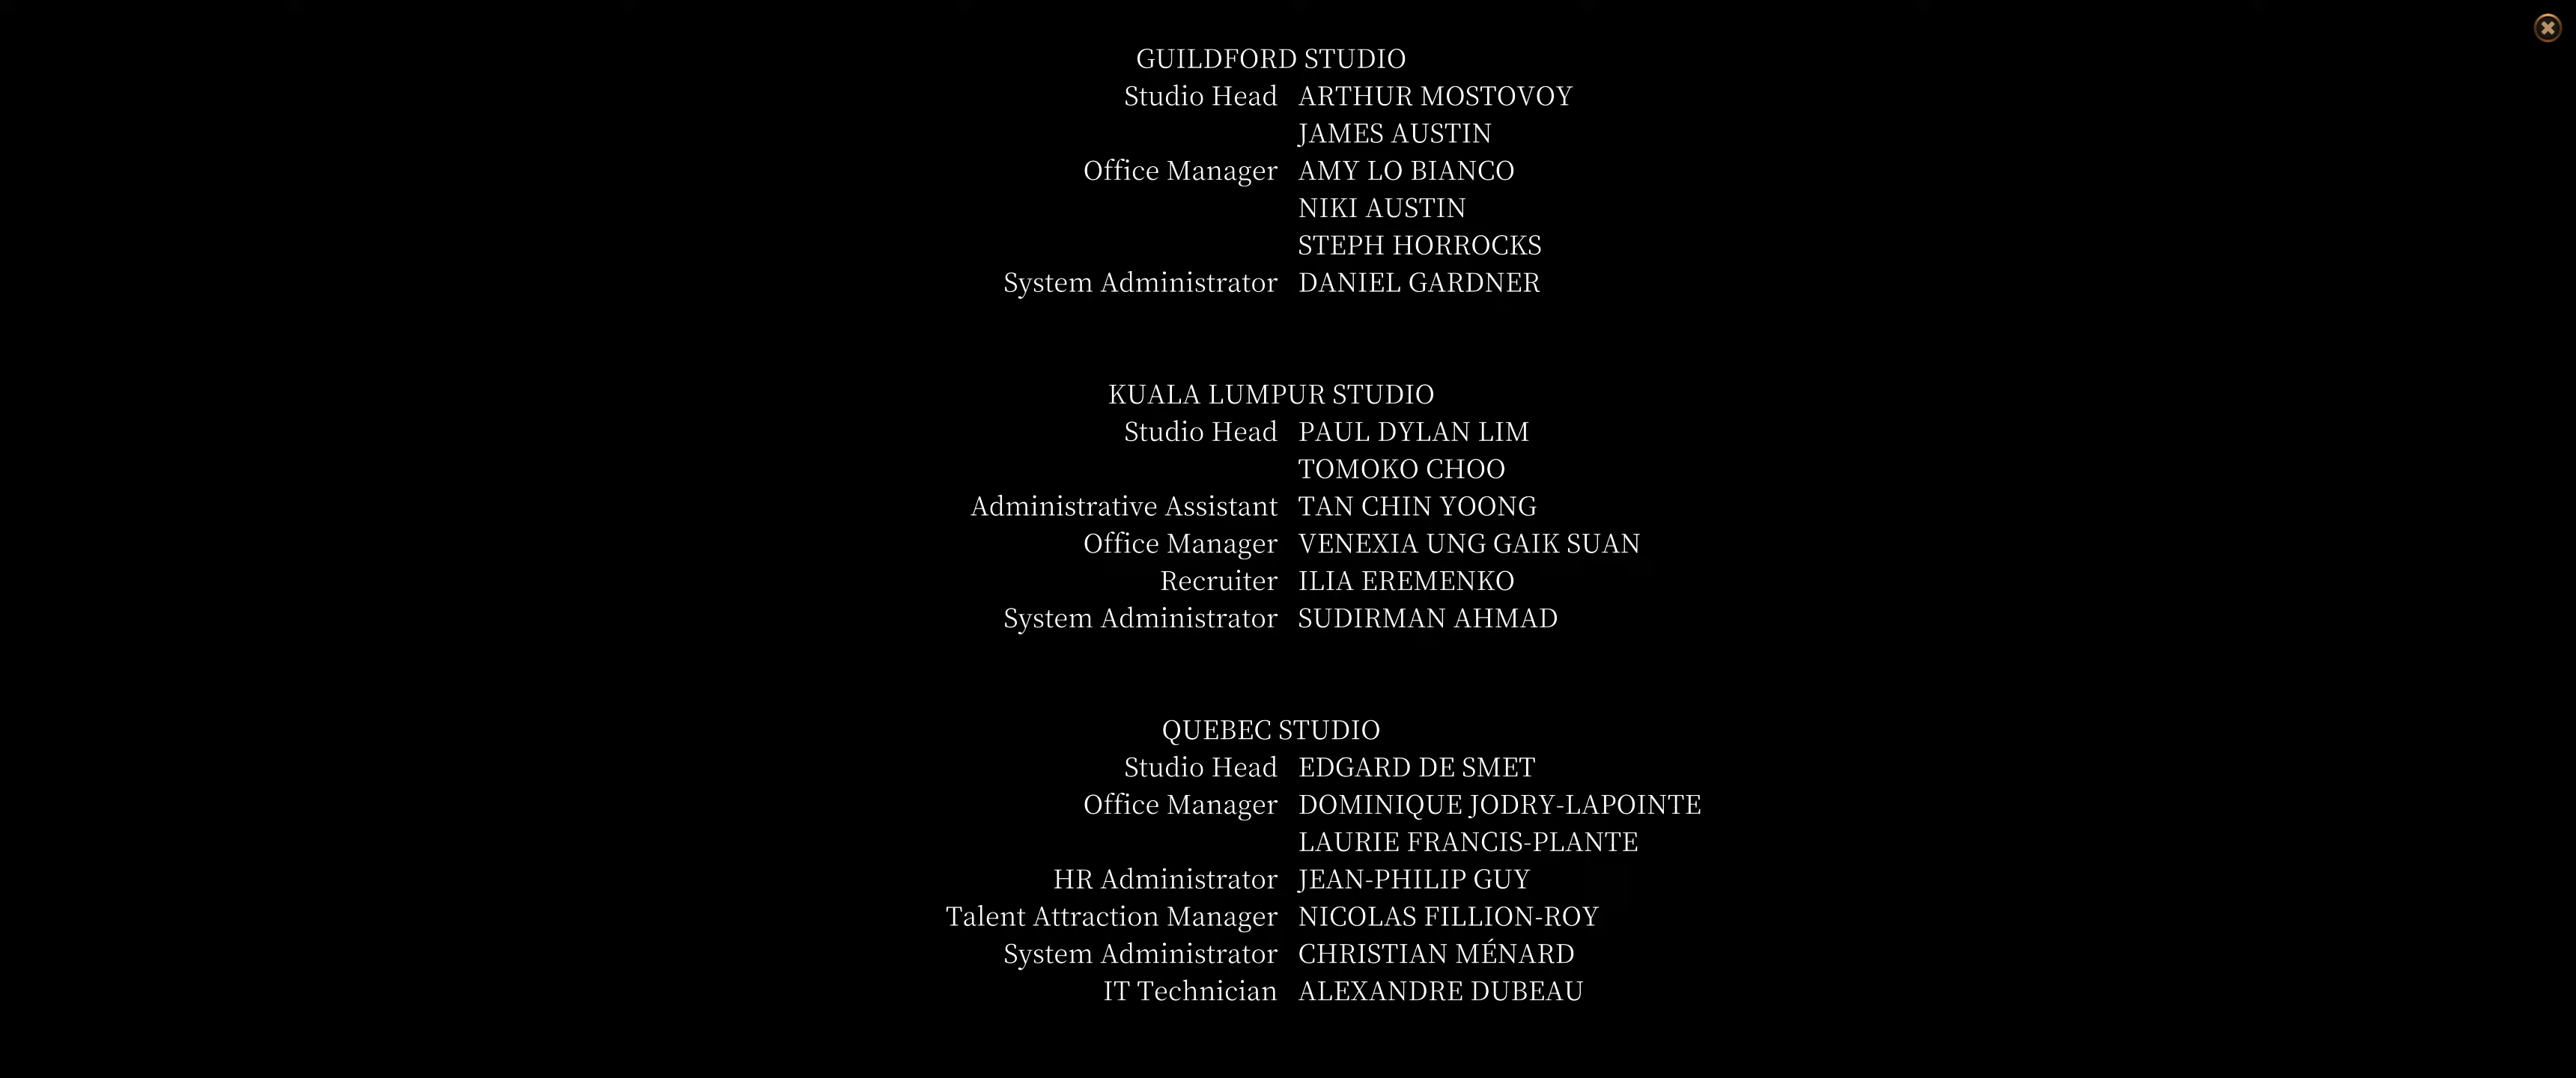 GUILDFORD STUDIO
Studio Head ARTHUR MOSTOVOY
JAMES AUSTIN
Office Manager AMY LO BIANCO
NIKI AUSTIN
STEPH HORROCKS
System Administrator DANIEL GARDNER
KUALA LUMPUR STUDIO
Studio Head PAUL DYLAN LIM
TOMOKO CHOO
Administrative Assistant TAN CHIN YOONG
Office Manager VENEXIA UNG GAIK SUAN
Recruiter ILIA EREMENKO
System Administrator SUDIRMAN AHMAD
QUEBEC STUDIO
Studio Head EDGARD DE SMET
Office Manager DOMINIQUE JODRY-LAPOINTE
LAURIE FRANCIS-PLANTE
HR Administrator JEAN-PHILIP GUY
Talent Attraction Manager NICOLAS FILLION-ROY
System Administrator CHRISTIAN MÉNARD
IT Technician ALEXANDRE DUBEAU